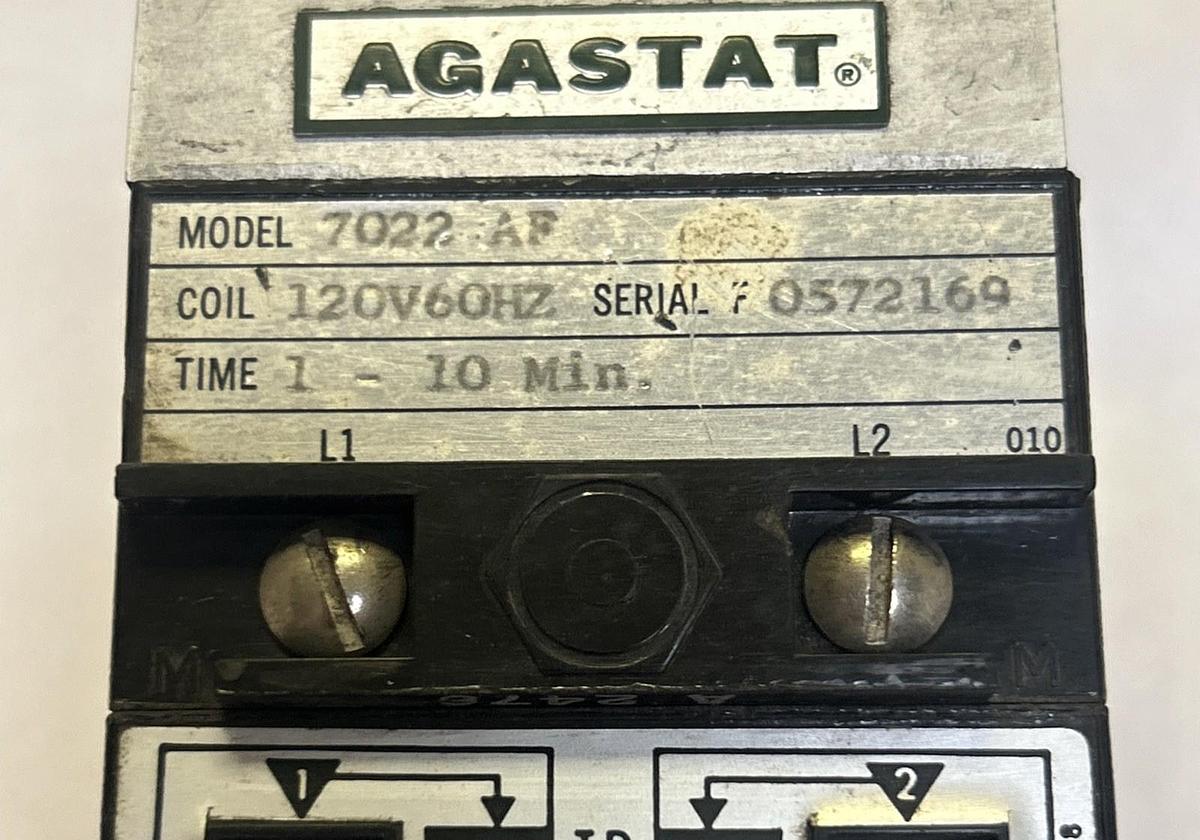 AGASTAT®
MODEL 7022 AF
COIL 120V60HZ SERIAL # 0572169
TIME 1 - 10 Min.
L1 L2 010
M M
1 2